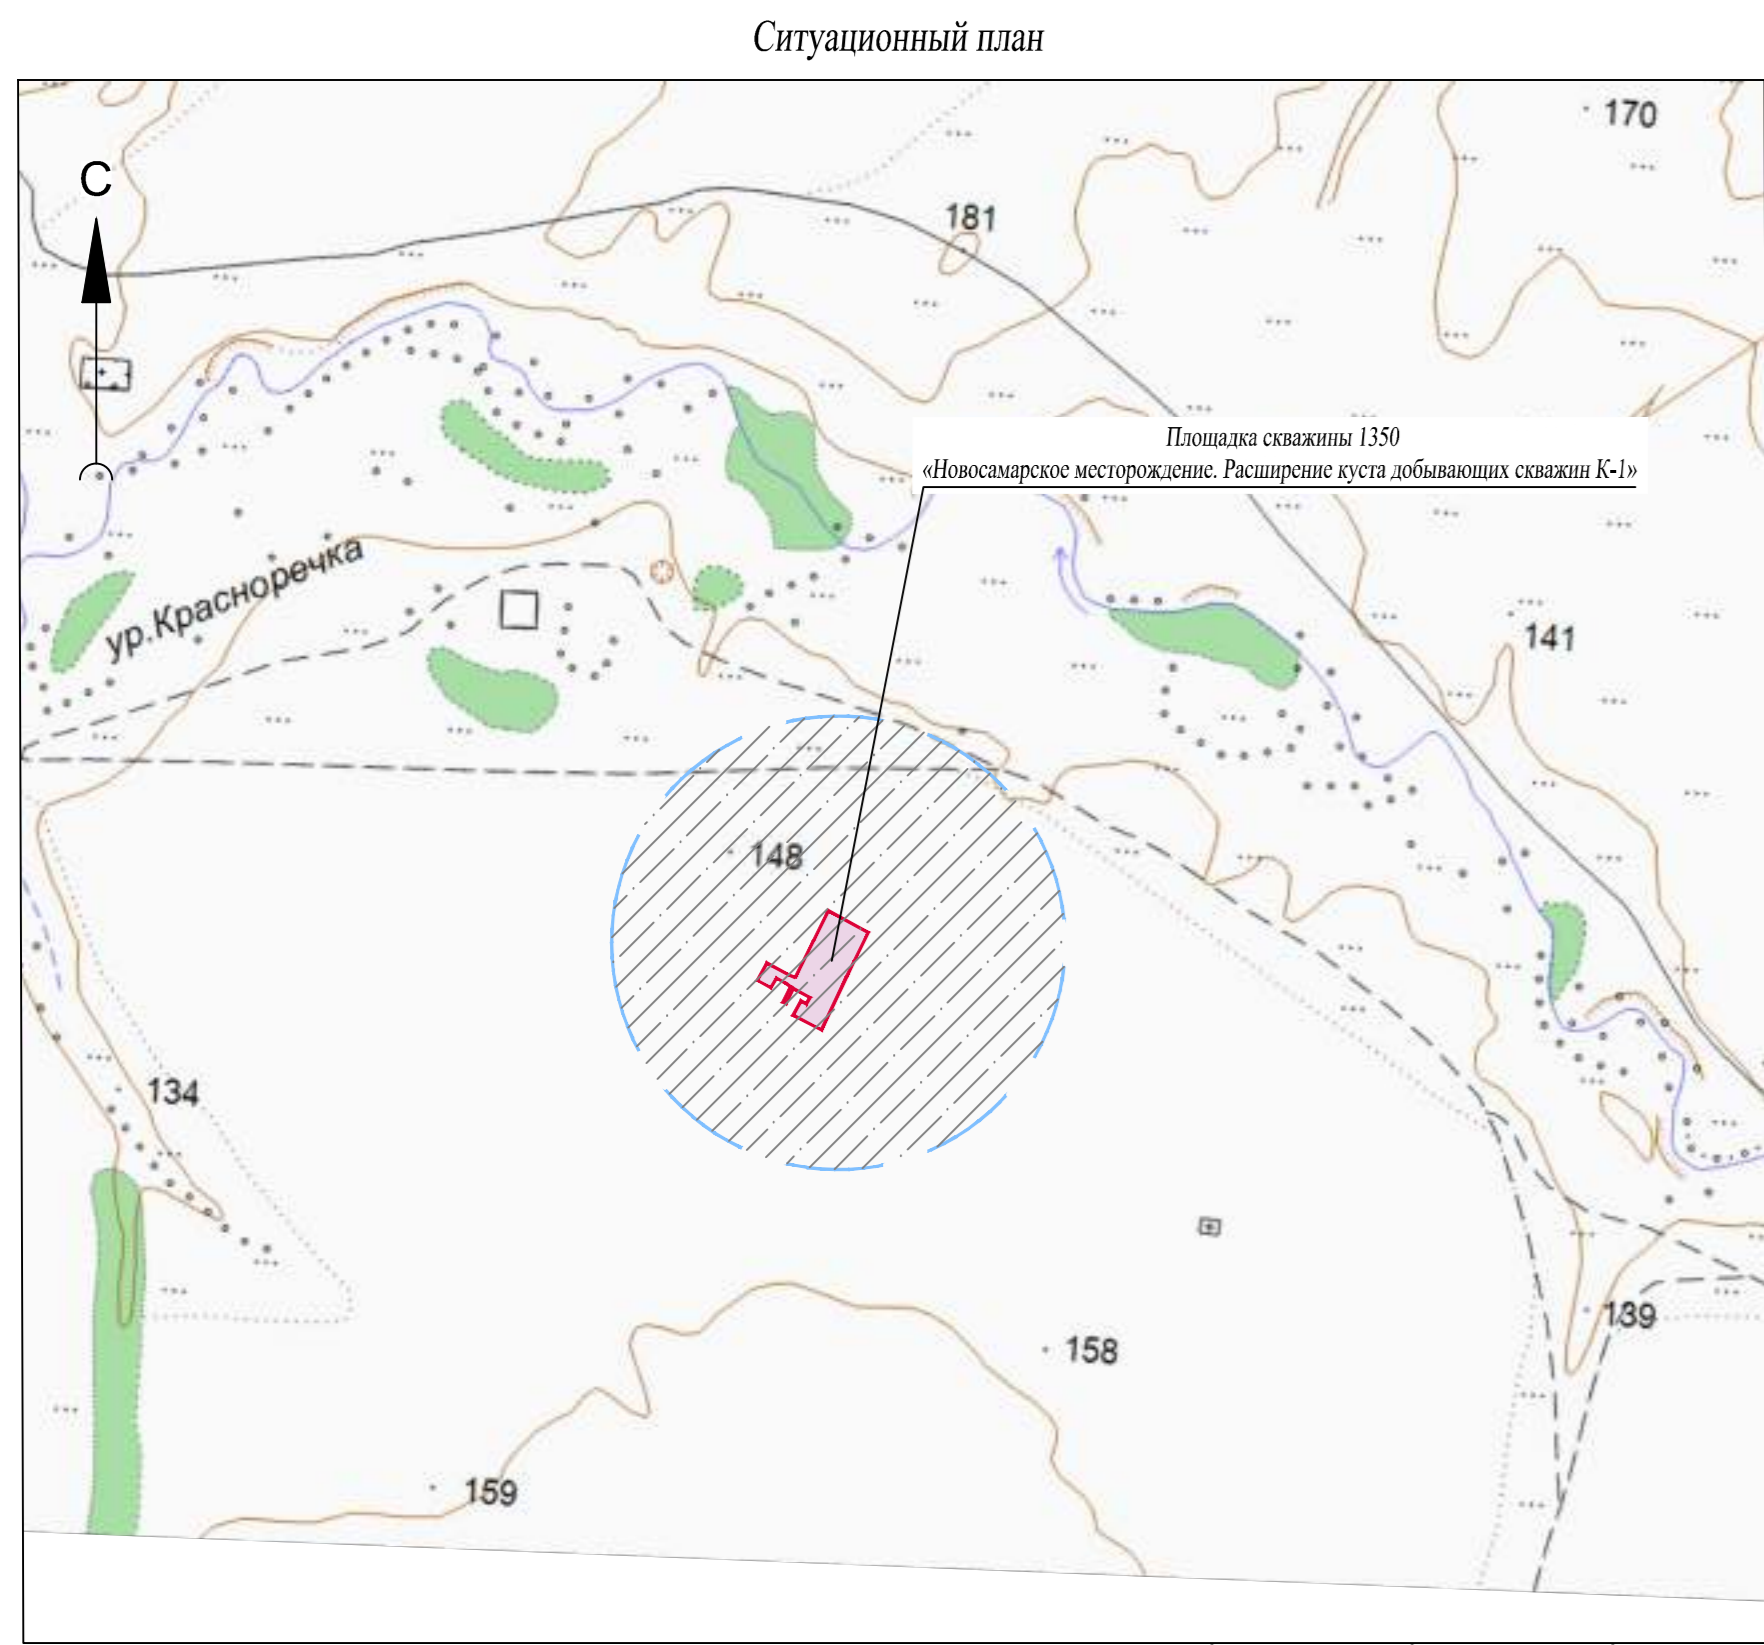 Ситуационный план
170
С
181
Площадка скважины 1350
«Новосамарское месторождение. Расширение куста добывающих скважин К-1»
ур.Красноречка
141
148
134
139
158
159